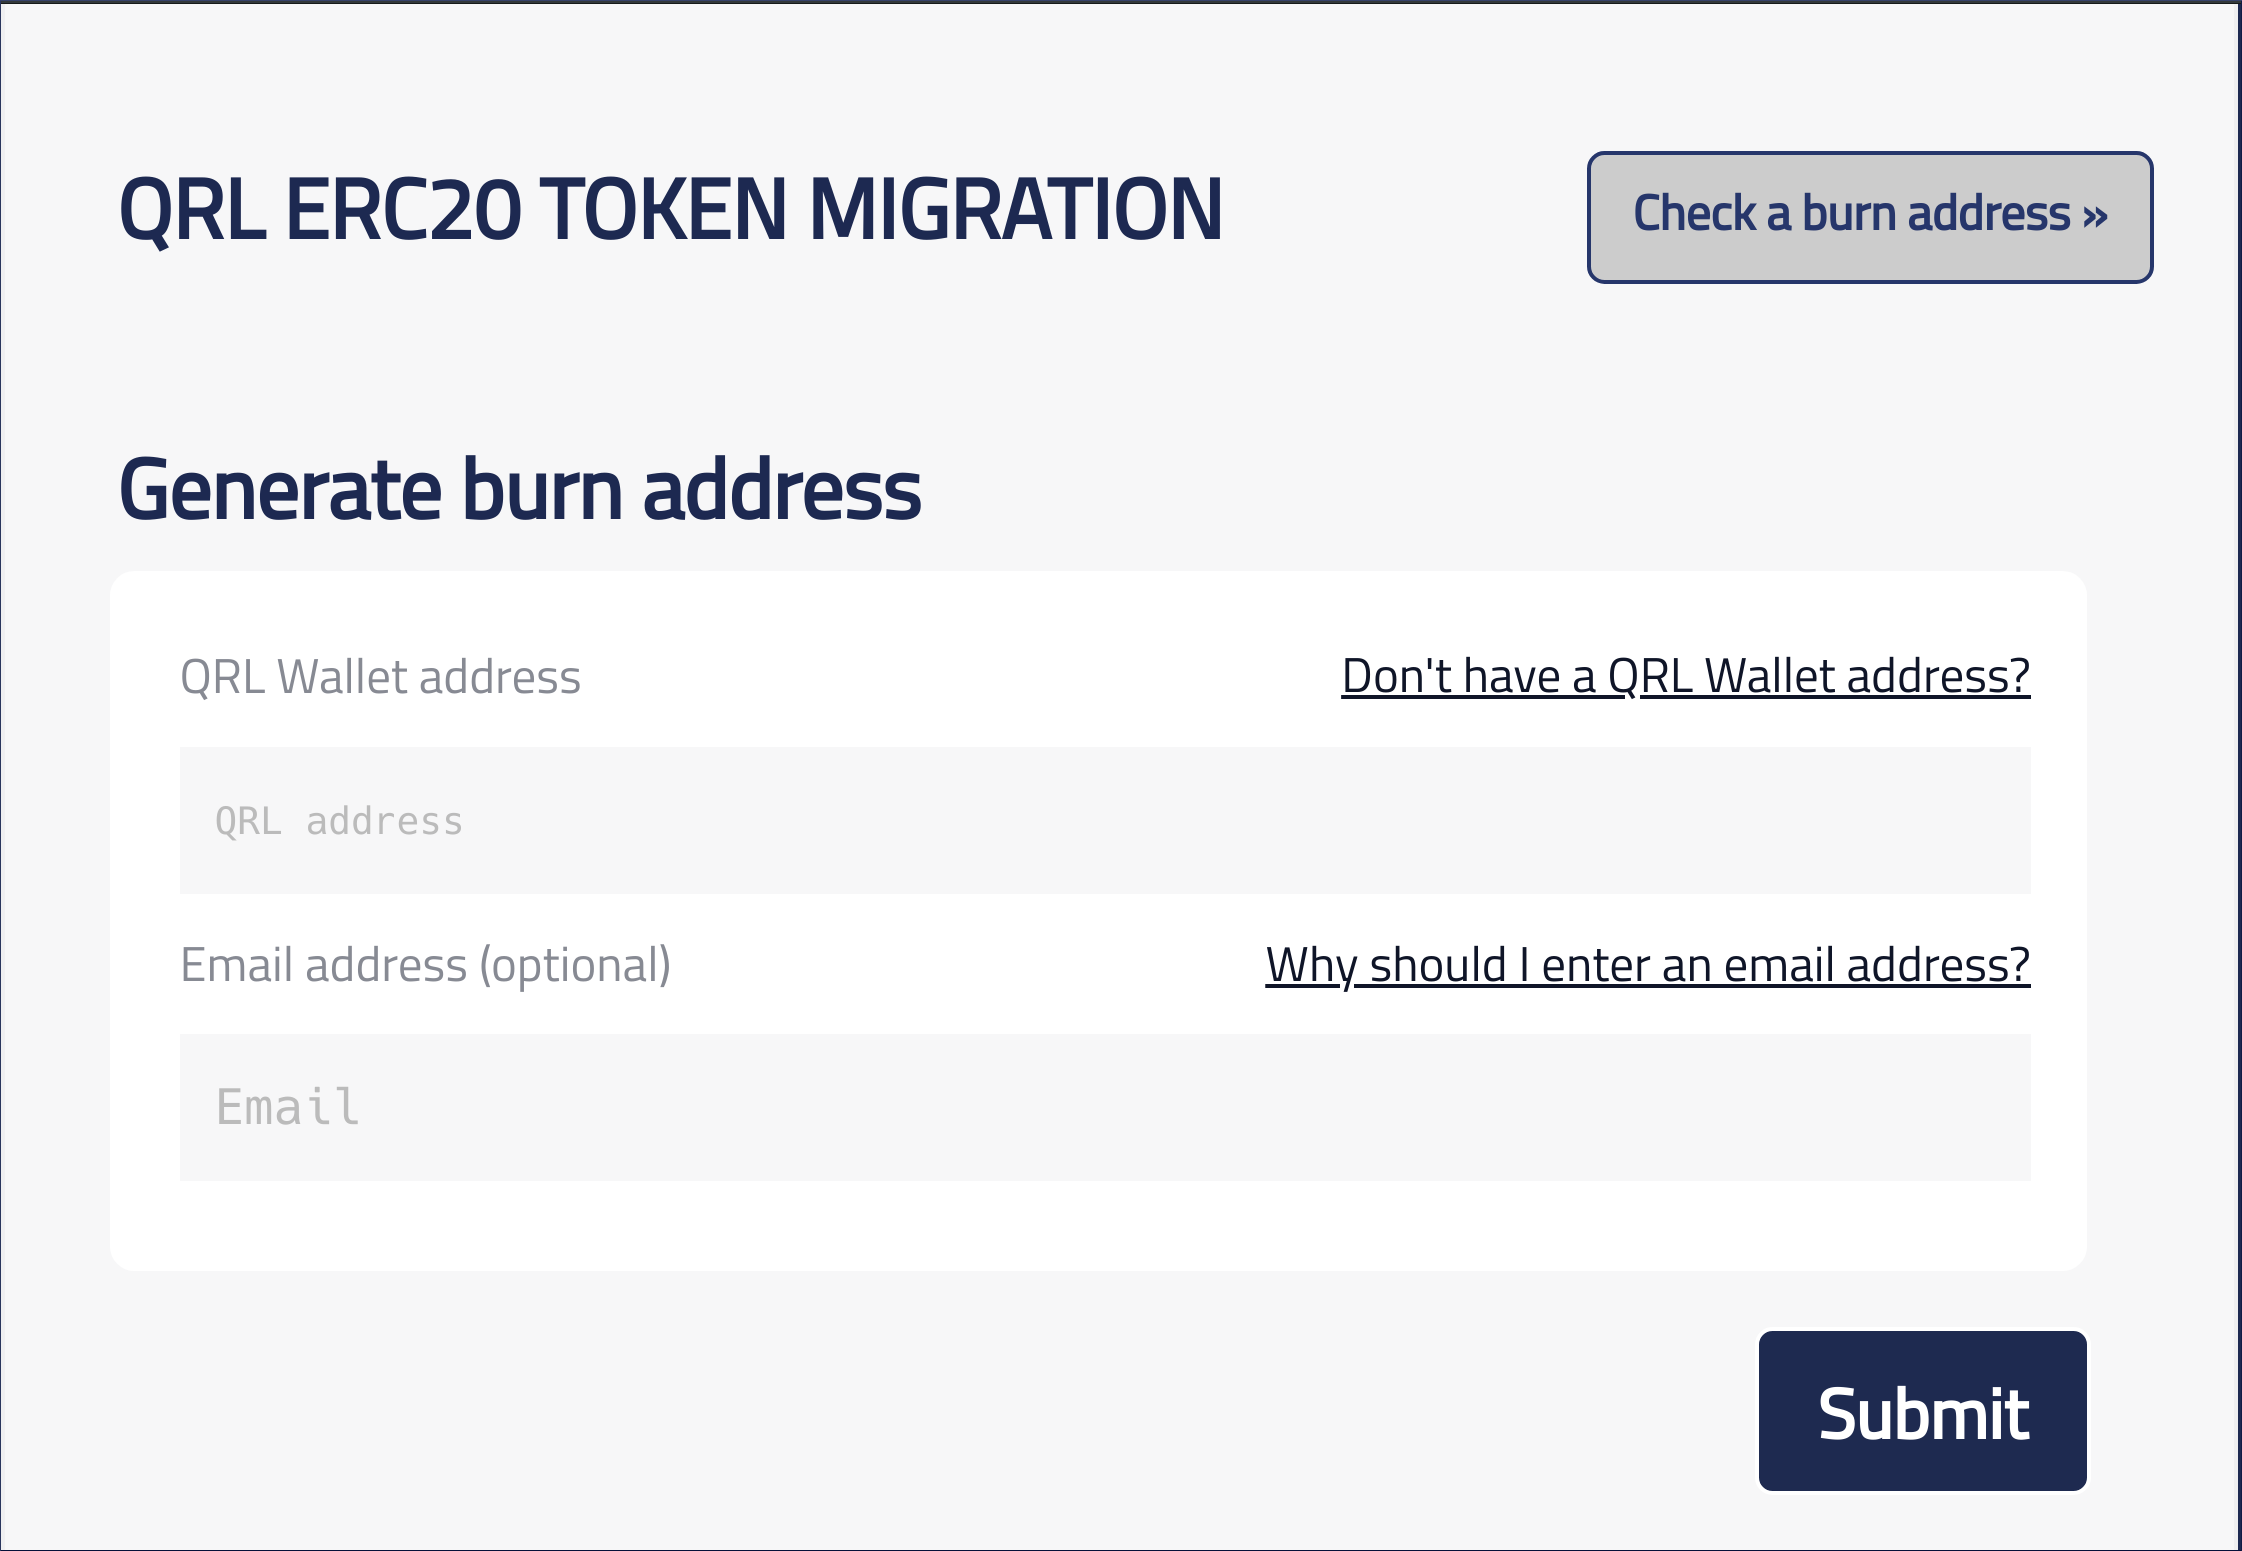 QRL ERC20 TOKEN MIGRATION
Check a burn address »
Generate burn address
QRL Wallet address
Don't have a QRL Wallet address?
QRL address
Email address (optional)
Why should I enter an email address?
Email
Submit